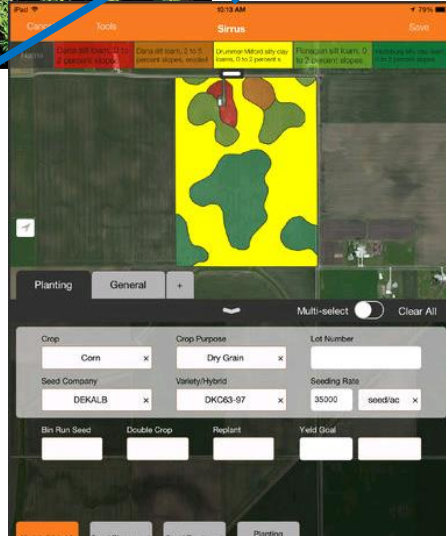 iPad 10:13 AM 79%
Tools Sirrus Save
Dana silt loam, 0 to
2 percent slopes
Dana silt loam, 2 to 5
percent slopes, eroded
Drummer Milford silty clay
loams, 0 to 2 percent s
Flanagan silt loam, 0
to 2 percent slopes
Planting General +
Multi-select Clear All
Crop Crop Purpose Lot Number
Corn × Dry Grain ×
Seed Company Variety/Hybrid Seeding Rate
DEKALB × DKC63-97 × 35000 seed/ac ×
Bin Run Seed Double Crop Replant Yield Goal
Planting